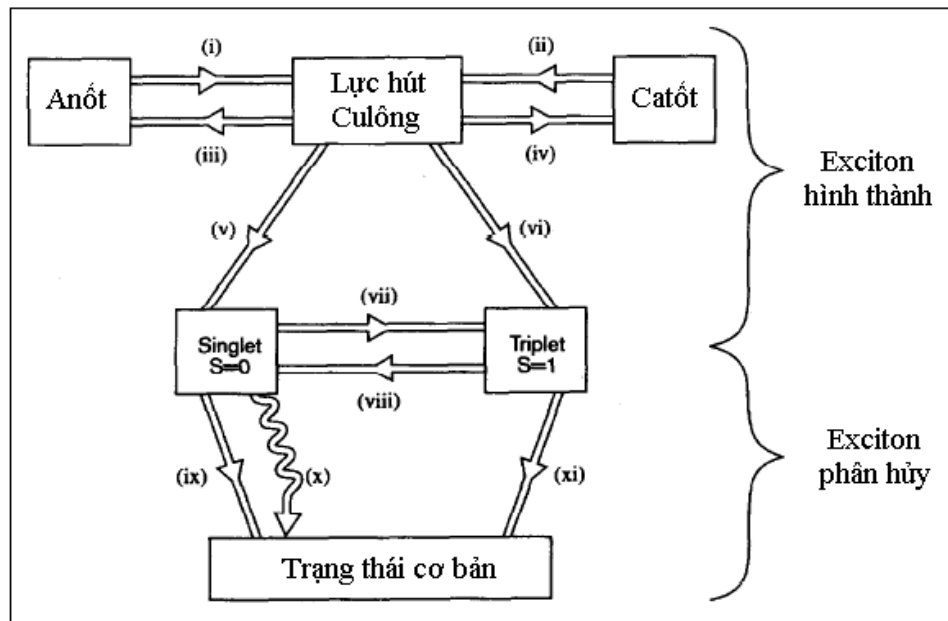 (i)
(ii)
Anốt
Lực hút
Culông
Catốt
(iii)
(iv)
Exciton
hình thành
(v)
(vi)
(vii)
Singlet
S=0
Triplet
S=1
(viii)
Exciton
phân hủy
(ix)
(x)
(xi)
Trạng thái cơ bản